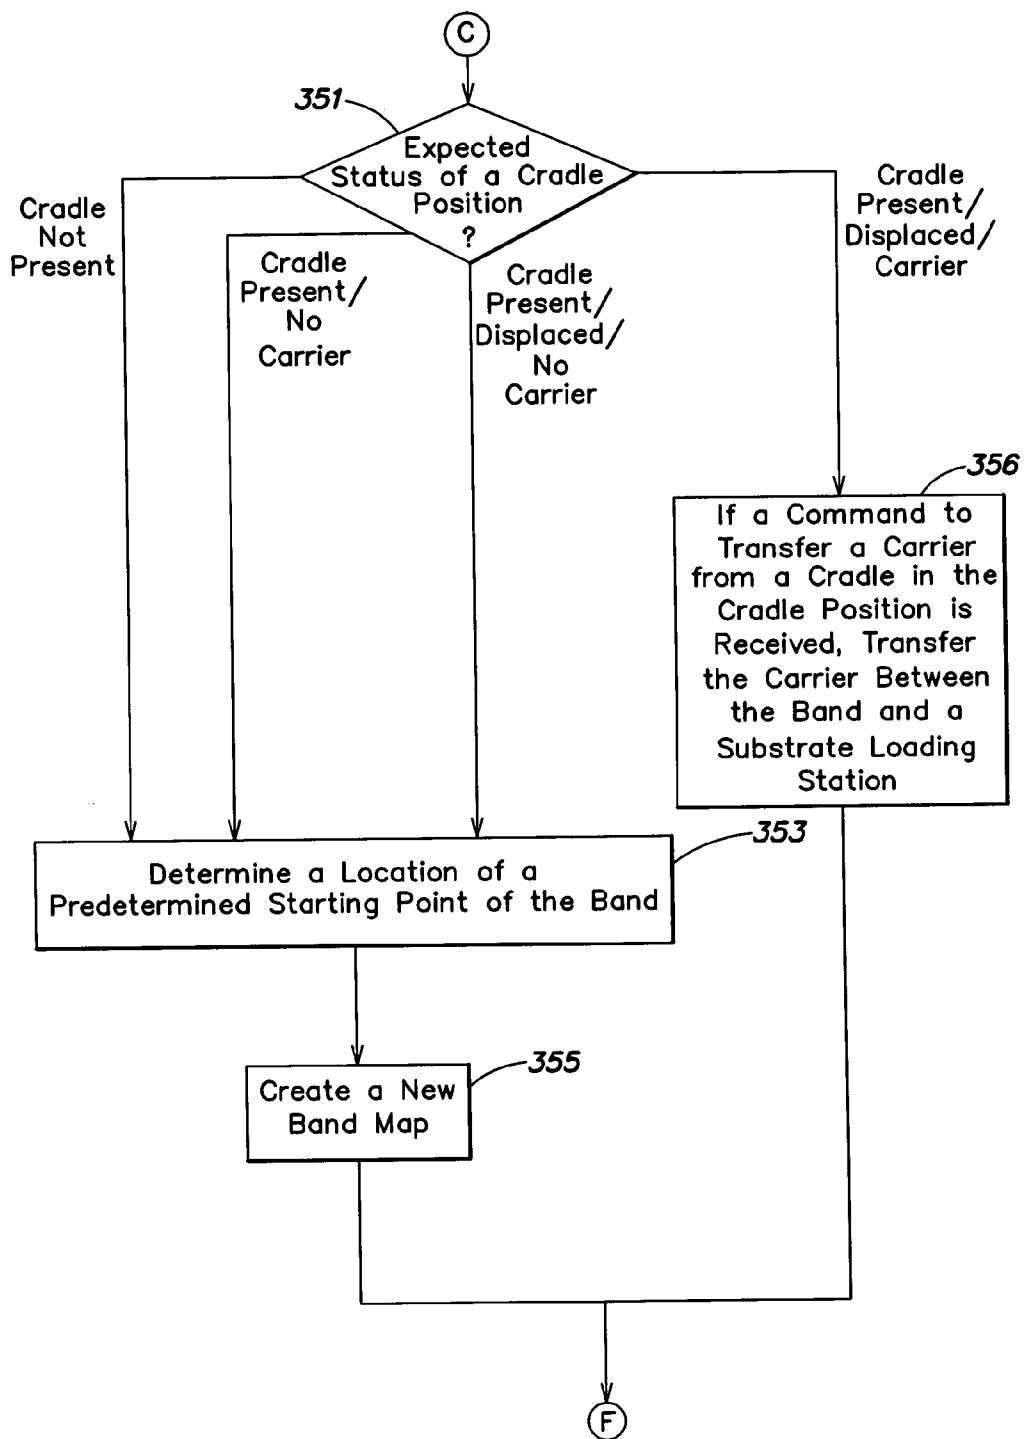 C
351
Expected
Status of a Cradle
Position
?
Cradle
Not
Present
Cradle
Present/
No
Carrier
Cradle
Present/
Displaced/
No
Carrier
Cradle
Present/
Displaced/
Carrier
356
If a Command to
Transfer a Carrier
from a Cradle in the
Cradle Position is
Received, Transfer
the Carrier Between
the Band and a
Substrate Loading
Station
353
Determine a Location of a
Predetermined Starting Point of the Band
355
Create a New
Band Map
F